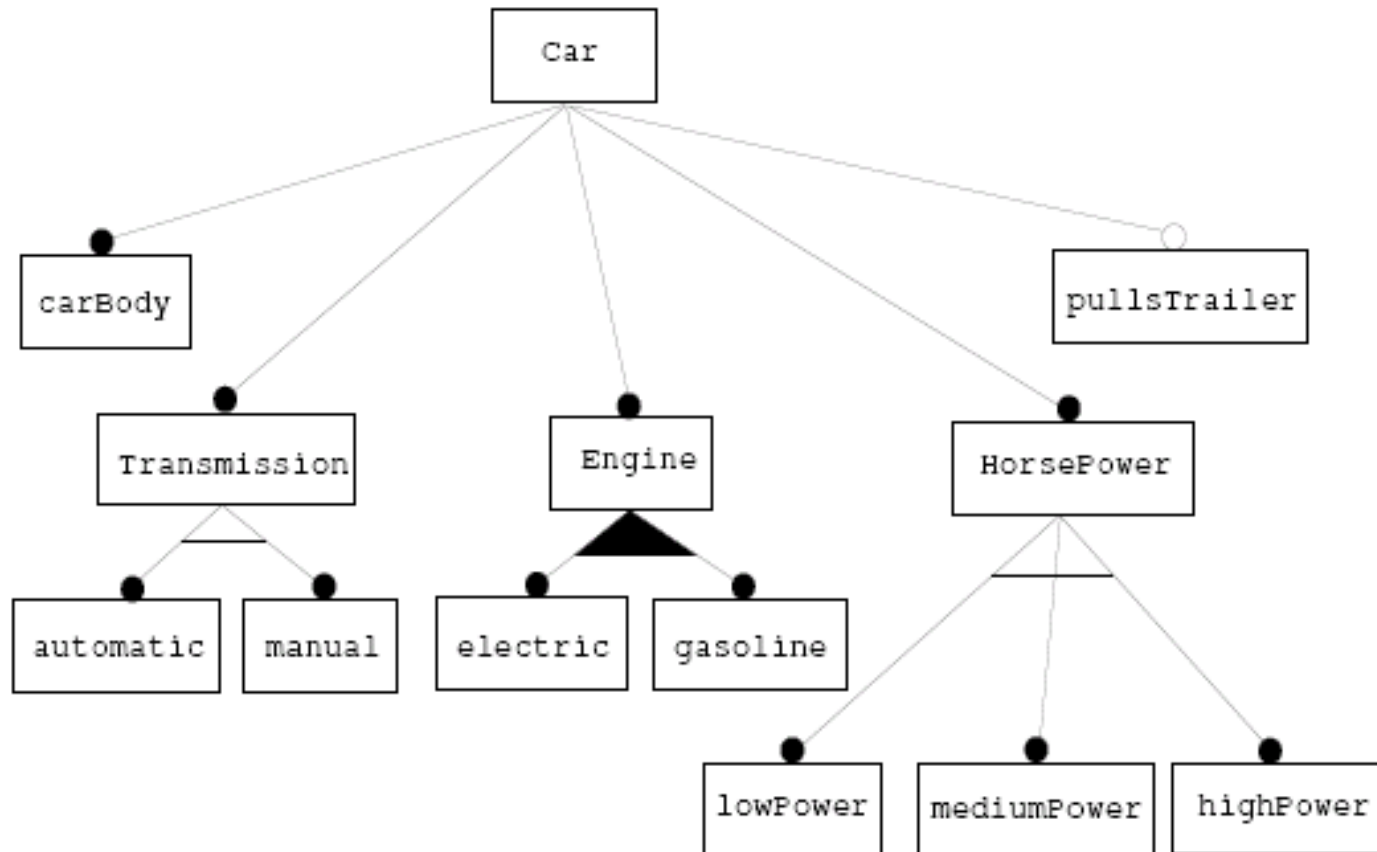 Car
carBody
pullsTrailer
Transmission
Engine
HorsePower
automatic
manual
electric
gasoline
lowPower
mediumPower
highPower